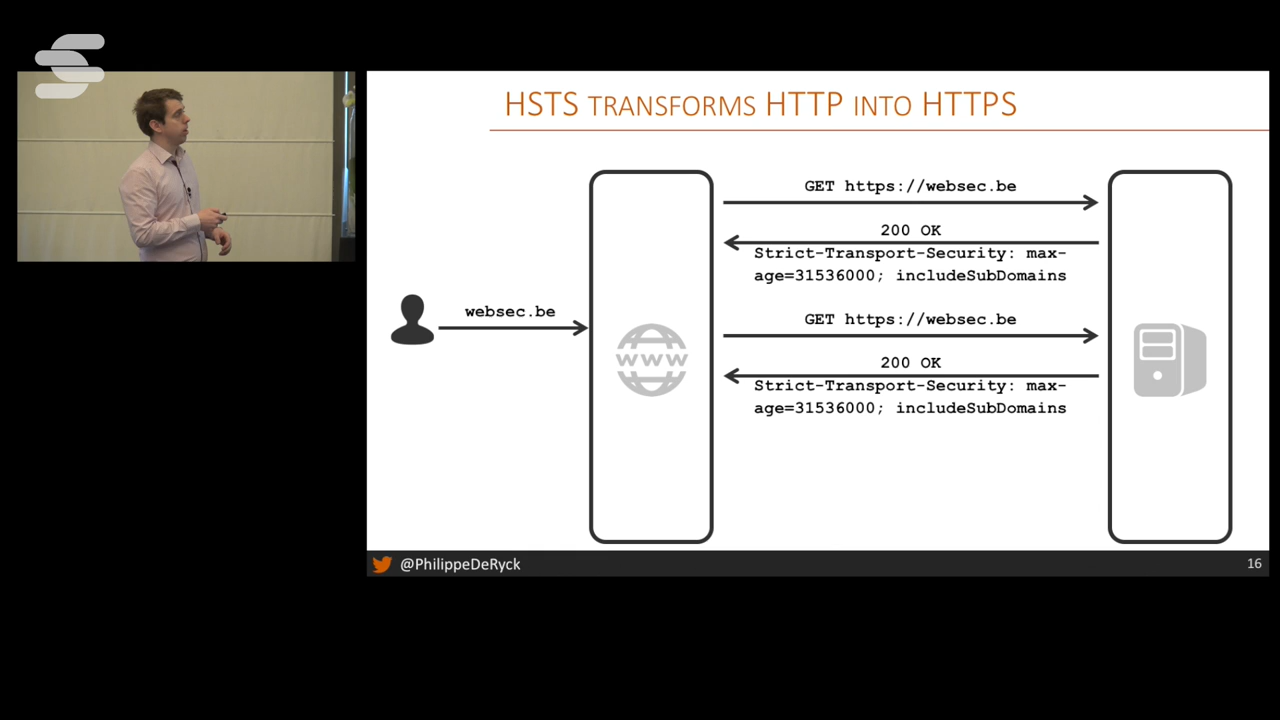 HSTS TRANSFORMS HTTP INTO HTTPS
GET https://websec.be
200 OK
Strict-Transport-Security: max-
age=31536000; includeSubDomains
websec.be
GET https://websec.be
www
200 OK
Strict-Transport-Security: max-
age=31536000; includeSubDomains
@PhilippeDeRyck
16